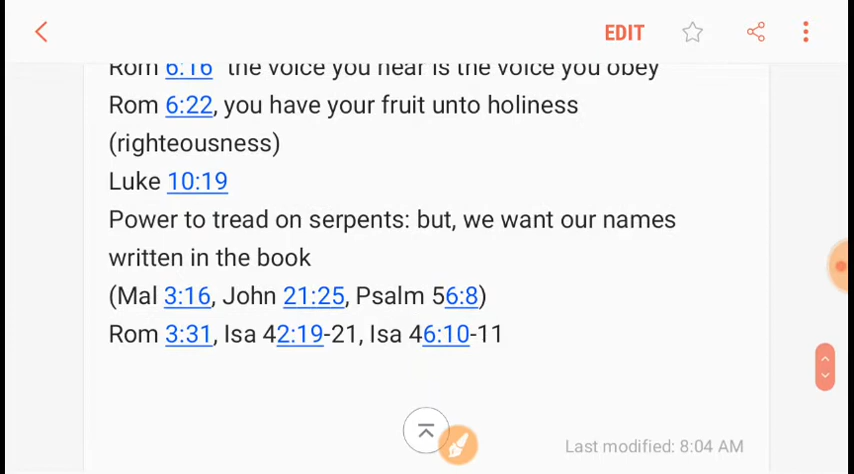 EDIT
Rom 6:16 the voice you hear is the voice you obey
Rom 6:22, you have your fruit unto holiness
(righteousness)
Luke 10:19
Power to tread on serpents: but, we want our names
written in the book
(Mal 3:16, John 21:25, Psalm 56:8)
Rom 3:31, Isa 42:19-21, Isa 46:10-11
Last modified: 8:04 AM